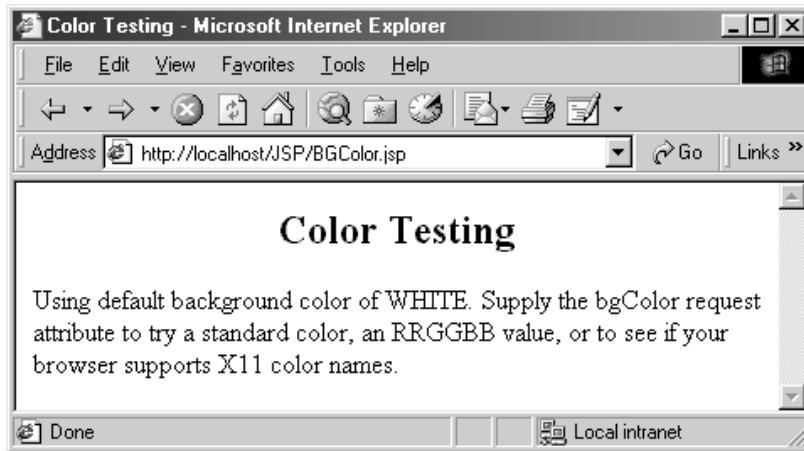 Color Testing - Microsoft Internet Explorer
File Edit View Favorites Tools Help
Address http://localhost/JSP/BGColor.jsp Go Links »
Color Testing
Using default background color of WHITE. Supply the bgColor request
attribute to try a standard color, an RRGGBB value, or to see if your
browser supports X11 color names.
Done Local intranet